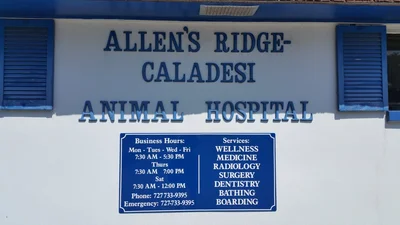 ALLEN'S RIDGE-
CALADESI
ANIMAL HOSPITAL
Business Hours:
Mon - Tues - Wed - Fri
7:30 AM - 5:30 PM
Thurs
7:30 AM 7:00 PM
Sat
7:30 AM - 12:00 PM
Phone: 727 733-9395
Emergency: 727-733-9395
Services:
WELLNESS
MEDICINE
RADIOLOGY
SURGERY
DENTISTRY
BATHING
BOARDING